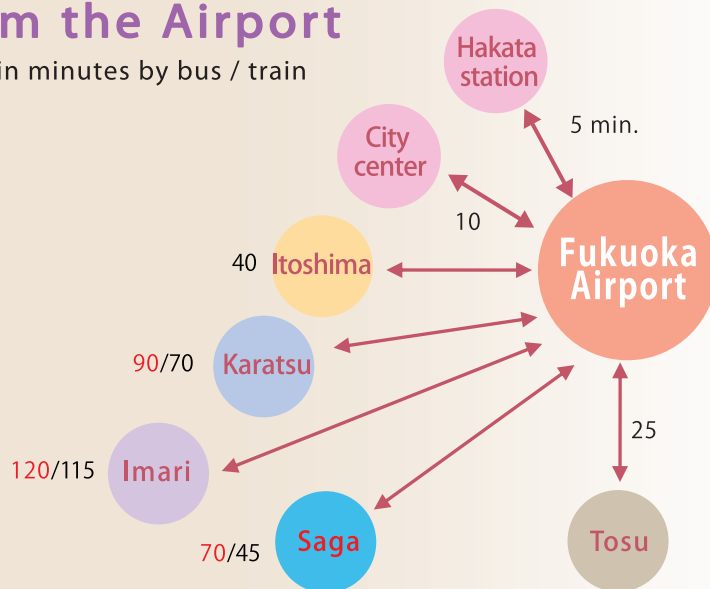 m the Airport
in minutes by bus / train
Hakata
station
5 min.
City
center
10
Fukuoka
Airport
40 Itoshima
90/70 Karatsu
25
120/115 Imari
70/45 Saga
Tosu